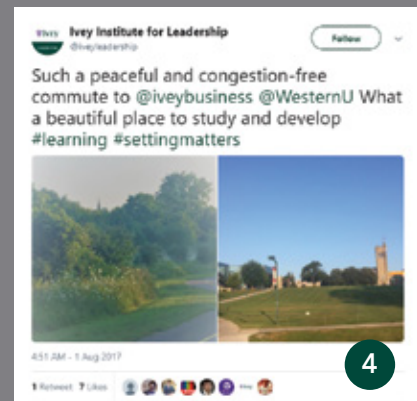 Ivey Institute for Leadership
@iveyleadership
Follow
Such a peaceful and congestion-free
commute to @iveybusiness @WesternU What
a beautiful place to study and develop
#learning #settingmatters
4:51 AM - 1 Aug 2017
1 Retweet 7 Likes
4